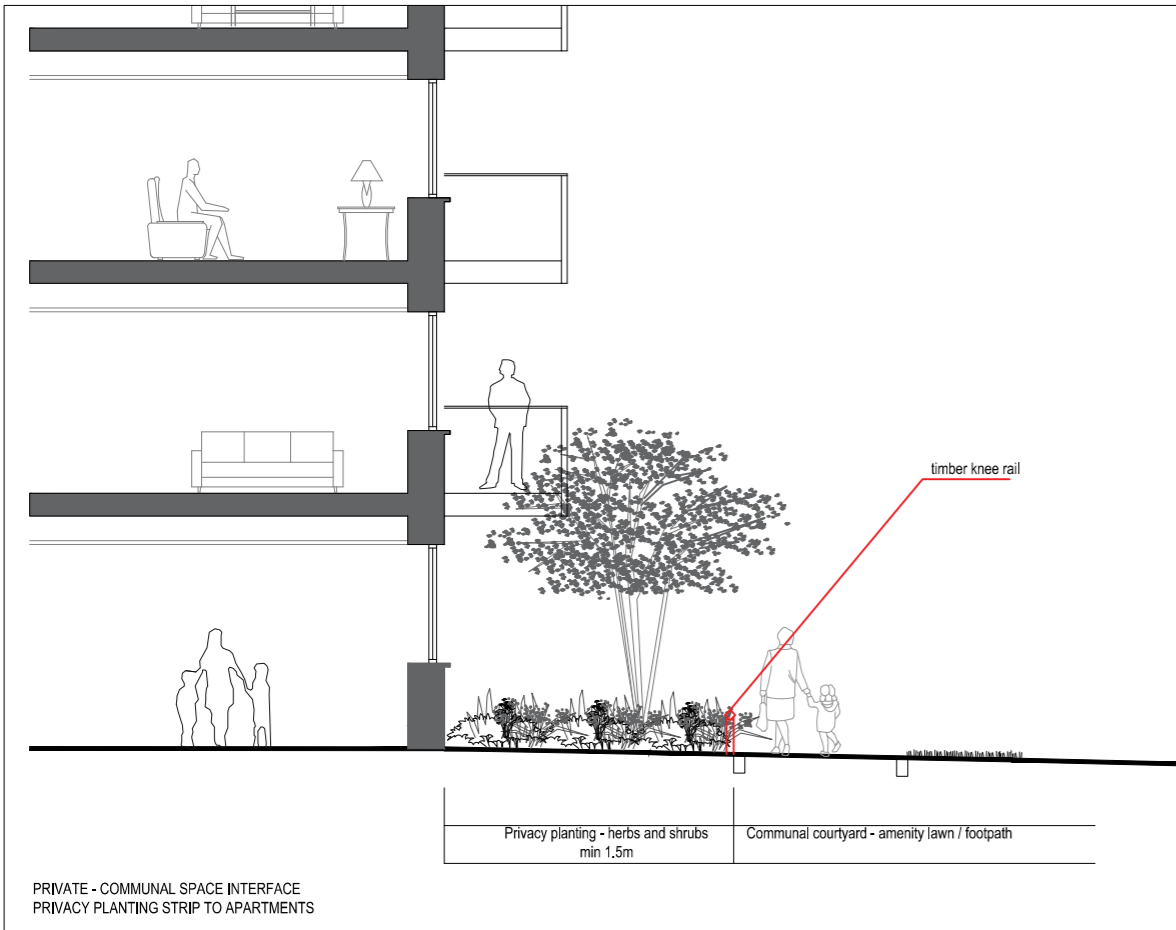 timber knee rail
Privacy planting - herbs and shrubs
min 1.5m
Communal courtyard - amenity lawn / footpath
PRIVATE - COMMUNAL SPACE INTERFACE
PRIVACY PLANTING STRIP TO APARTMENTS